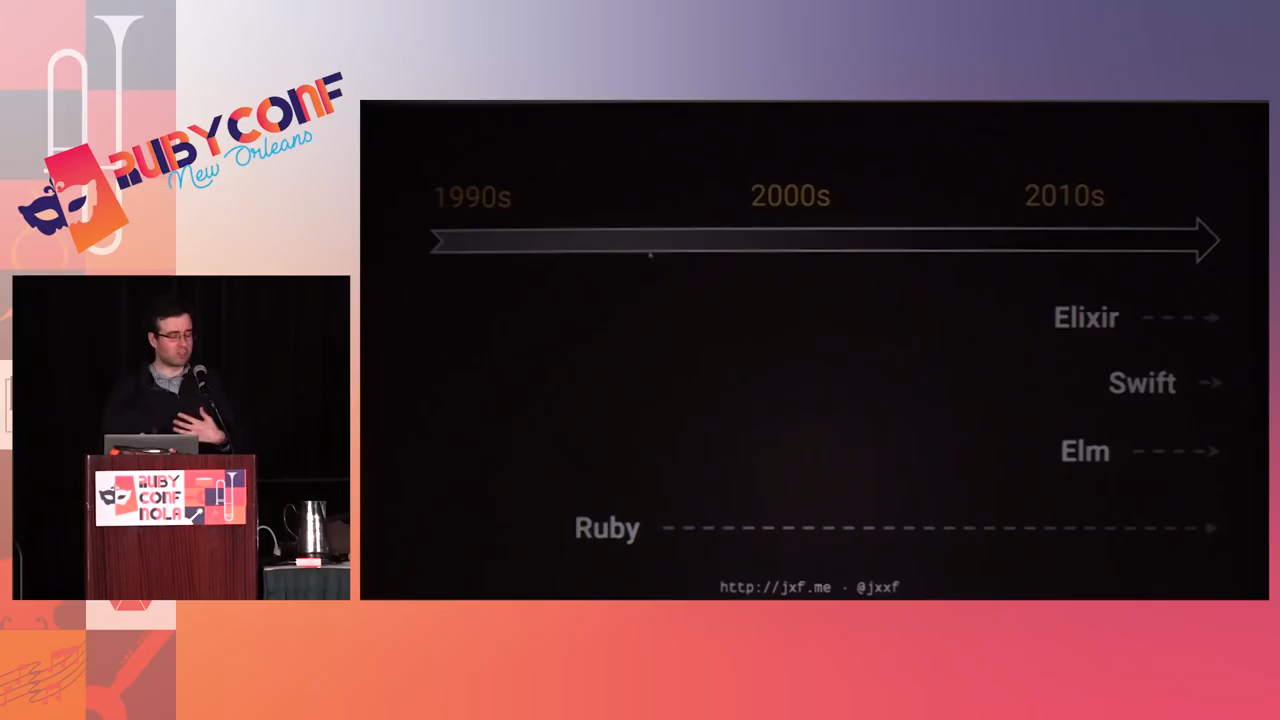 RUBYCONF
New Orleans
1990s 2000s 2010s
Elixir
Swift
Elm
Ruby
http://jxf.me · @jxxf
RUBY
CONF
NOLA